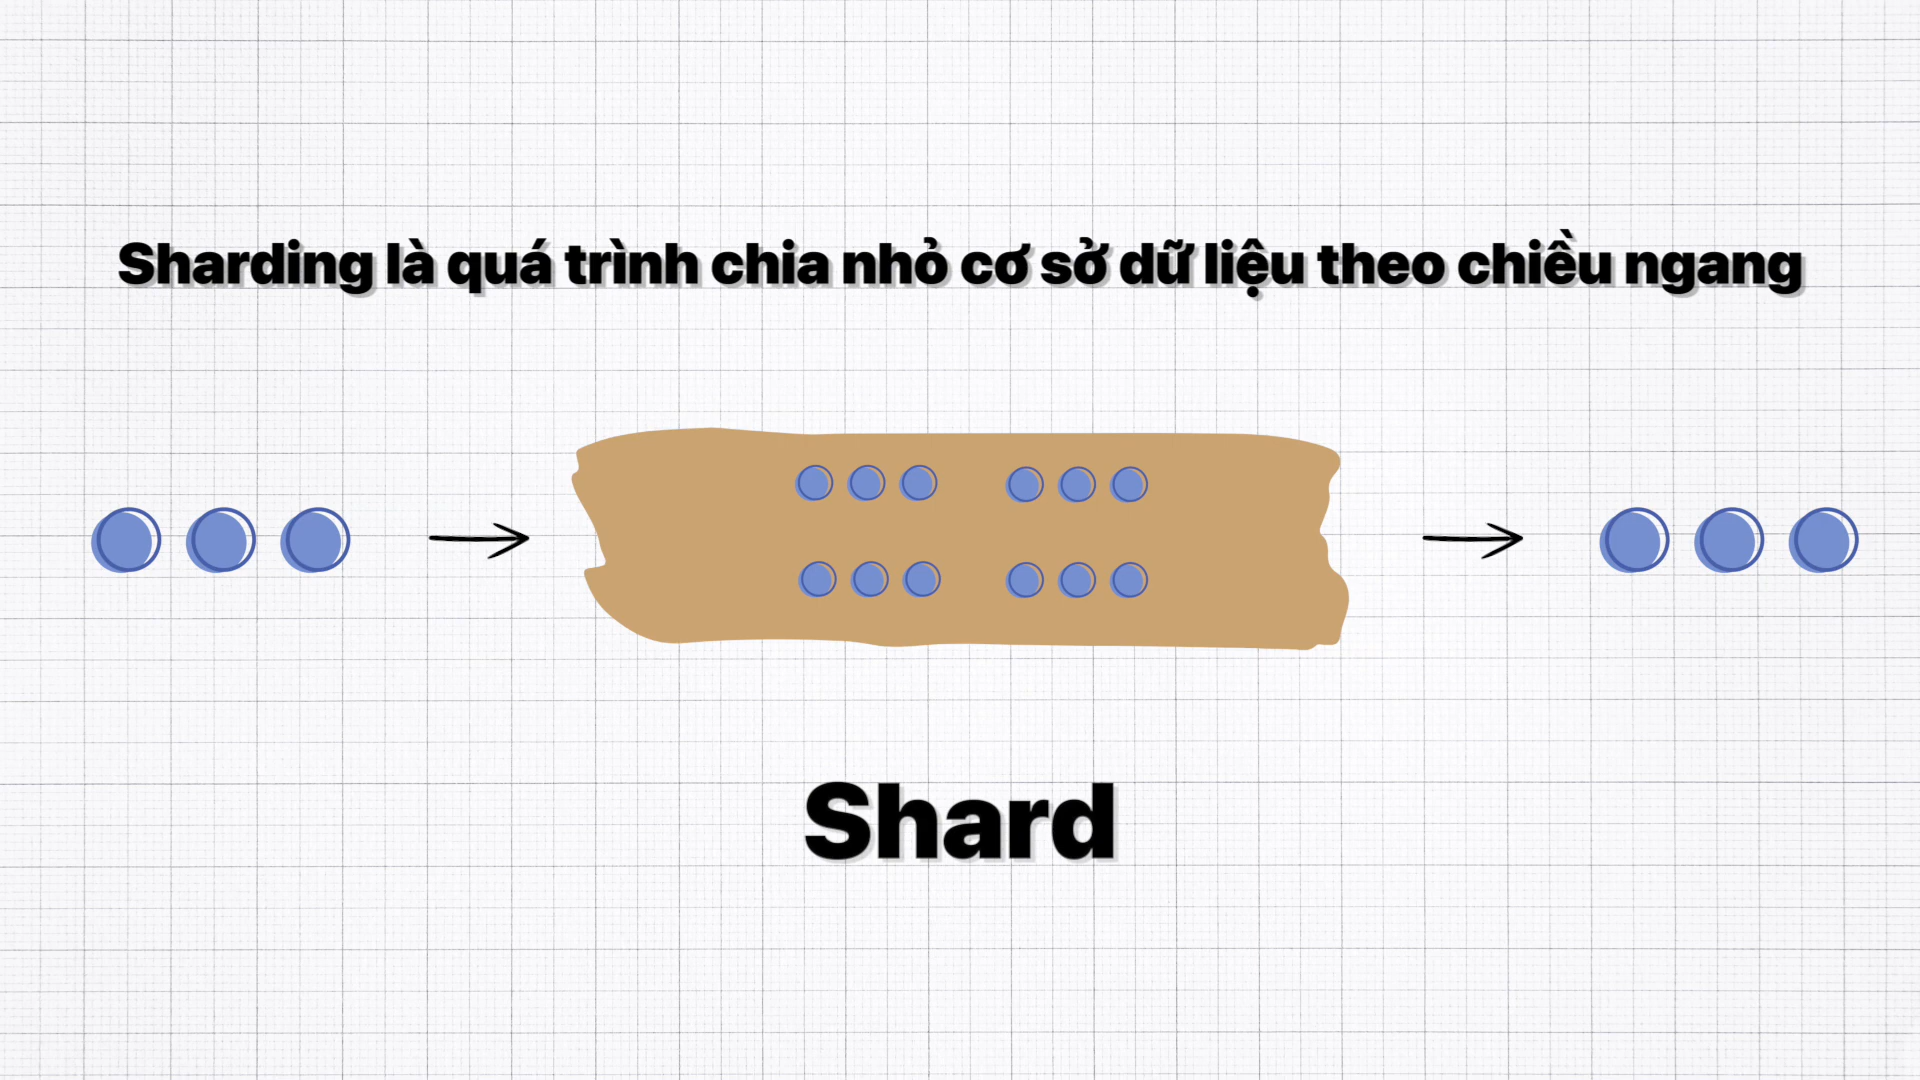 Sharding là quá trình chia nhỏ cơ sở dữ liệu theo chiều ngang
Shard